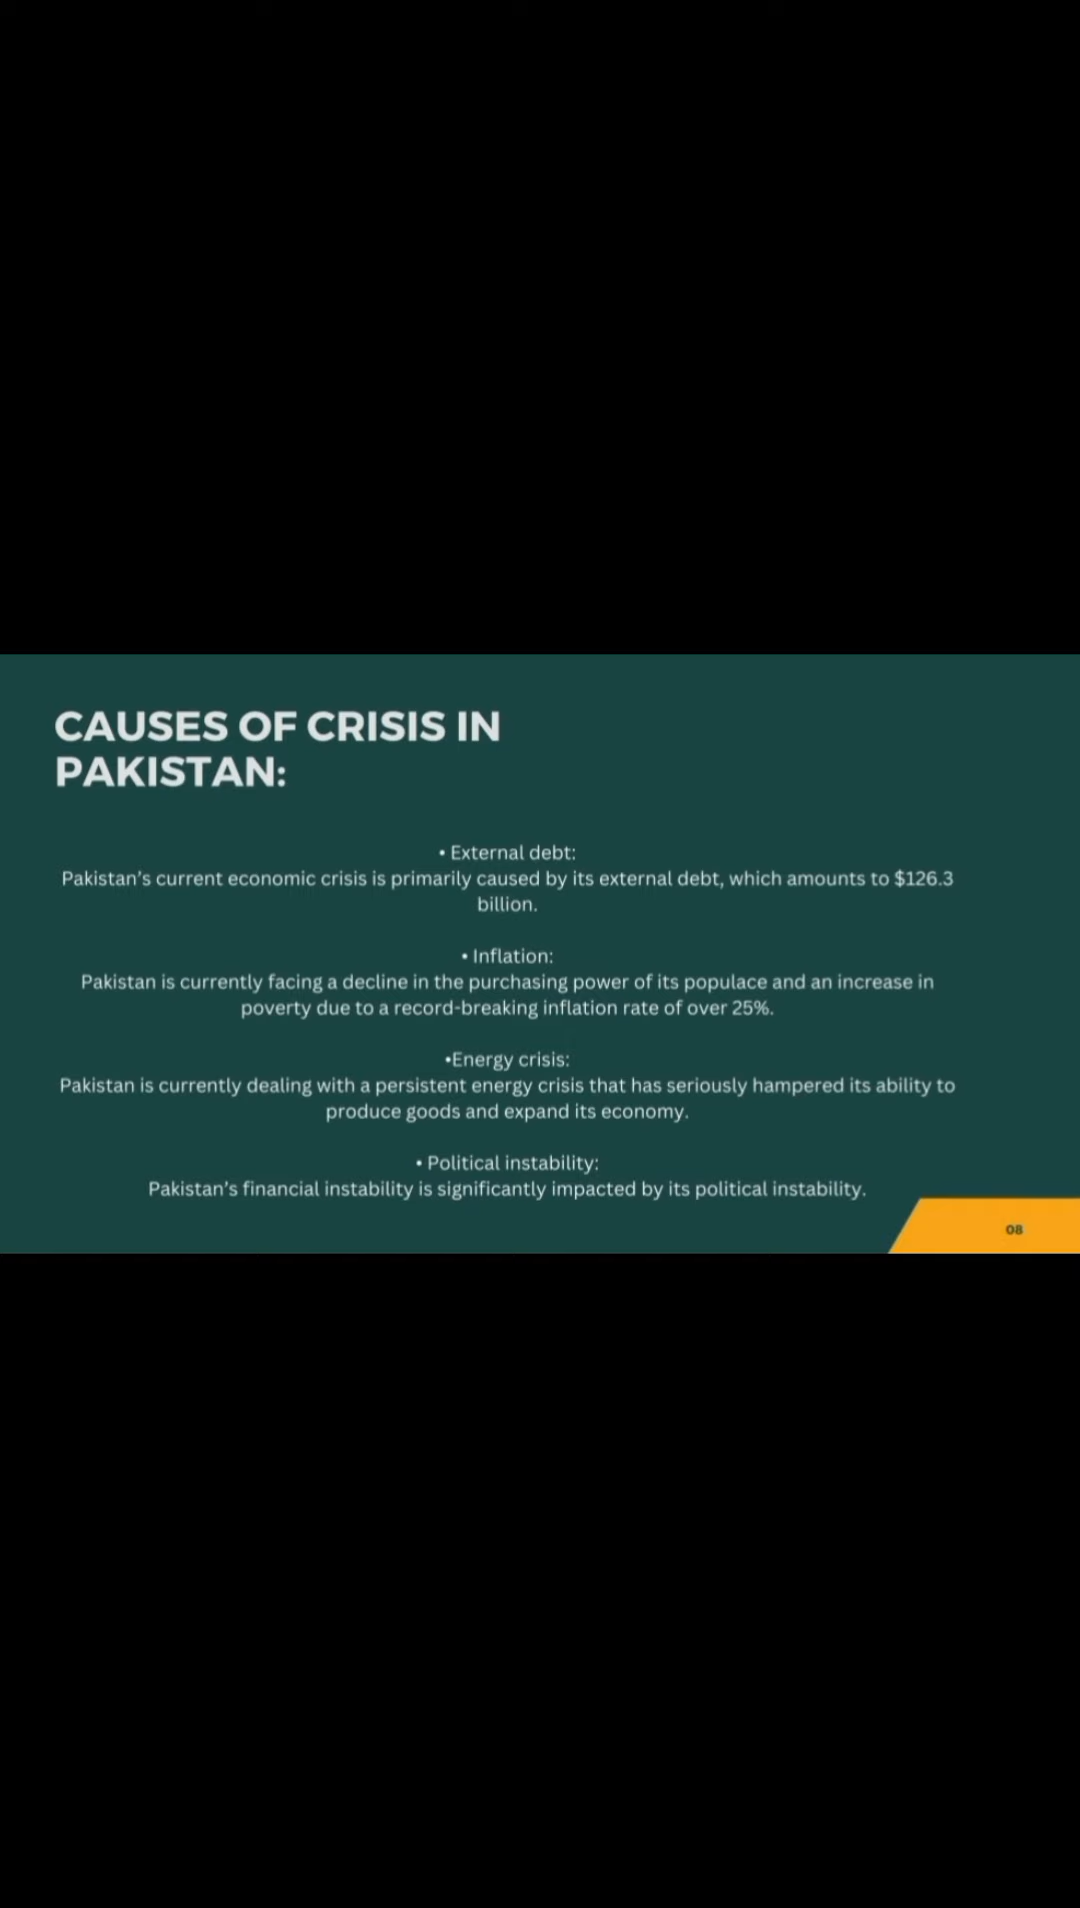 CAUSES OF CRISIS IN
PAKISTAN:
• External debt:
Pakistan's current economic crisis is primarily caused by its external debt, which amounts to $126.3
billion.
• Inflation:
Pakistan is currently facing a decline in the purchasing power of its populace and an increase in
poverty due to a record-breaking inflation rate of over 25%.
•Energy crisis:
Pakistan is currently dealing with a persistent energy crisis that has seriously hampered its ability to
produce goods and expand its economy.
• Political instability:
Pakistan's financial instability is significantly impacted by its political instability.
08